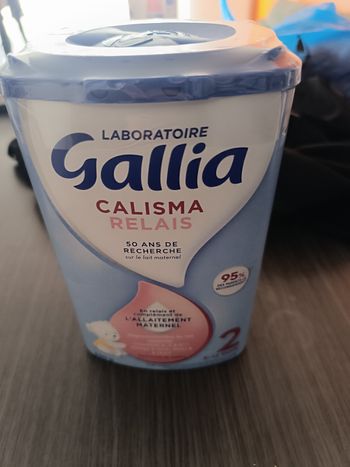 LABORATOIRE
Gallia
CALISMA
RELAIS
50 ANS DE
RECHERCHE
sur le lait maternel
95%
En relais et
complément de
L'ALLAITEMENT
MATERNEL
2